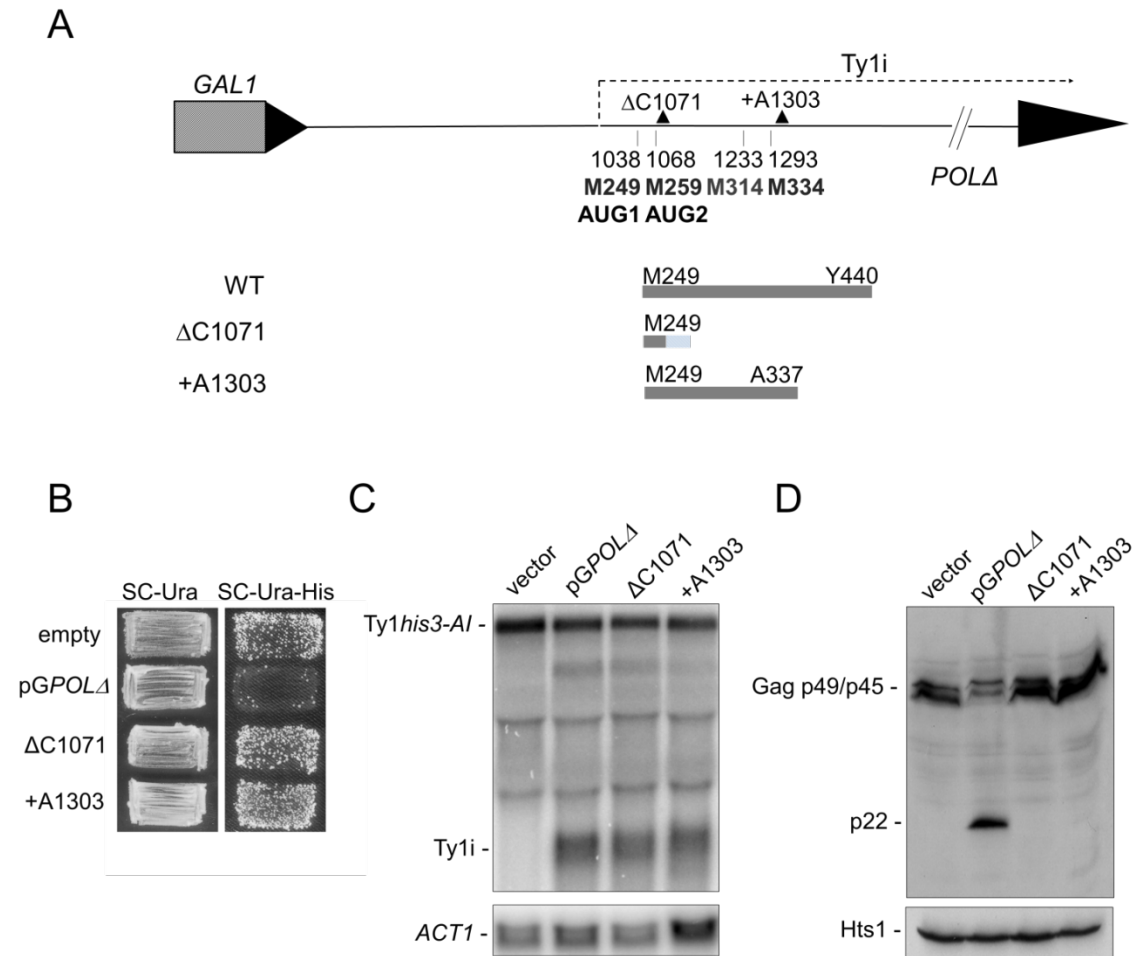 A
GAL1
Ty1i
ΔC1071
+A1303
1038 1068 1233 1293
M249 M259 M314 M334
AUG1 AUG2
POLΔ
WT
M249 Y440
ΔC1071
M249
+A1303
M249 A337
B
SC-Ura SC-Ura-His
empty
pGPOLΔ
ΔC1071
+A1303
C
vector
pGPOLΔ
ΔC1071
+A1303
Ty1his3-AI -
Ty1i -
ACT1 -
D
vector
pGPOLΔ
ΔC1071
+A1303
Gag p49/p45 -
p22 -
Hts1 -